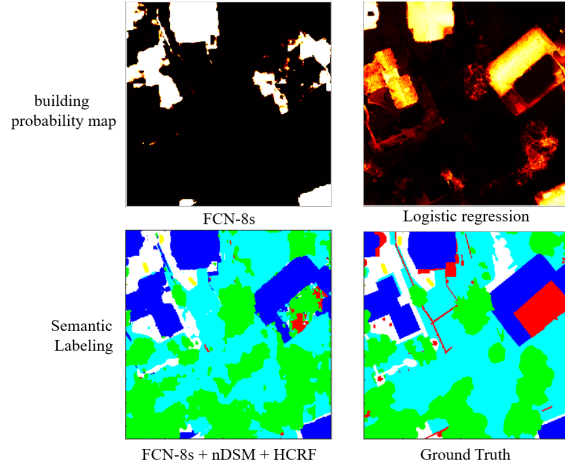 building
probability map
FCN-8s
Logistic regression
Semantic
Labeling
FCN-8s + nDSM + HCRF
Ground Truth